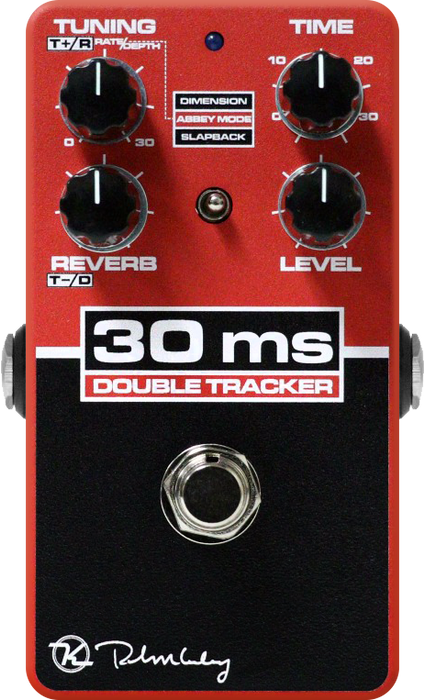 TUNING
T+/R RATE/DEPTH
0 30
TIME
10 20
0 30
DIMENSION
ABBEY MODE
SLAPBACK
REVERB
T-/D
LEVEL
30 ms
DOUBLE TRACKER
K